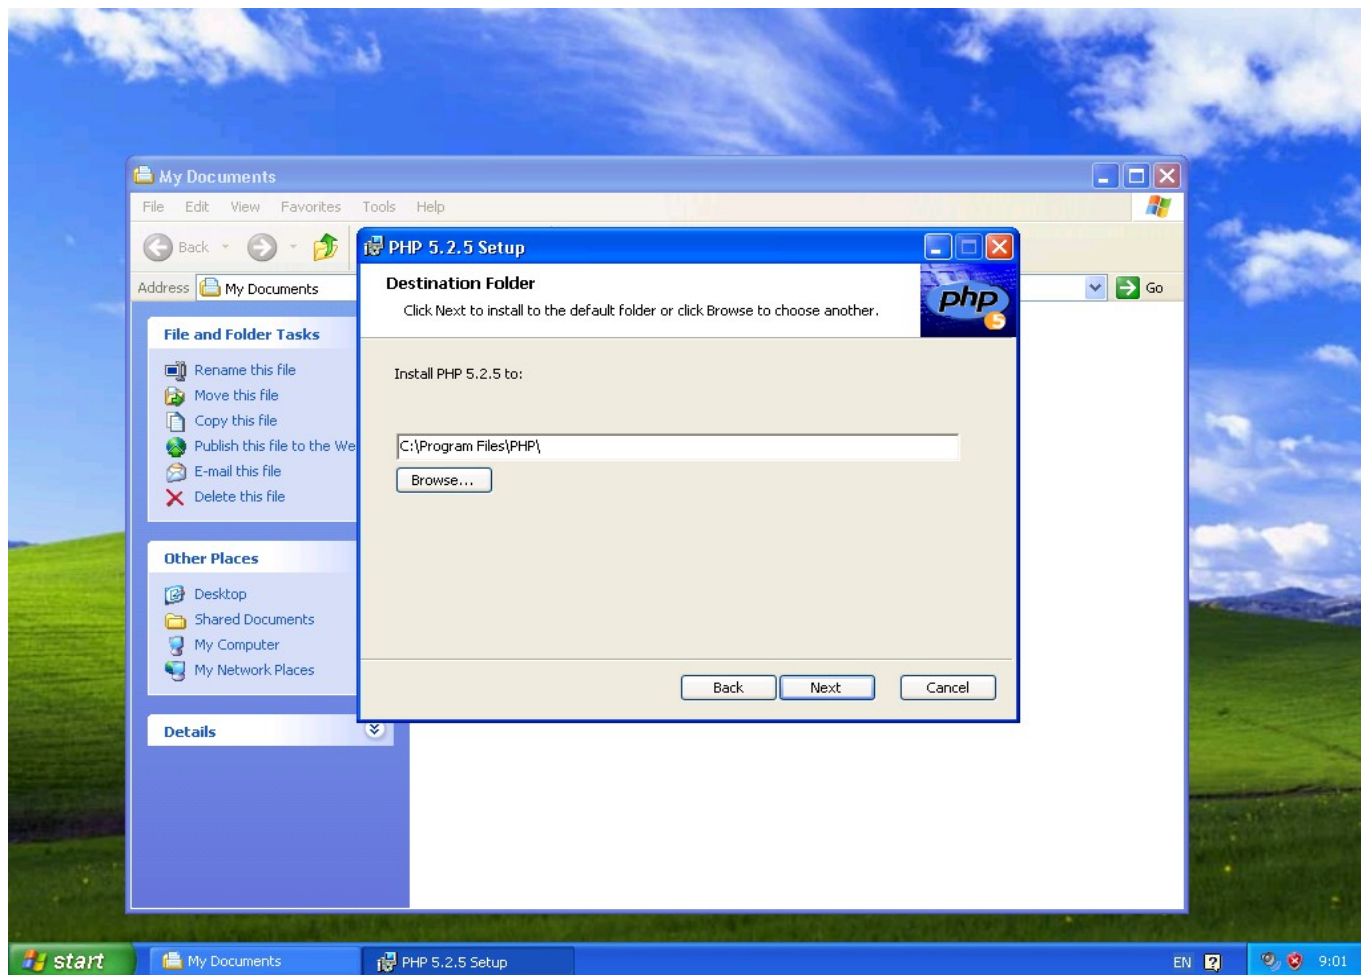 My Documents
File Edit View Favorites Tools Help
Back
Address My Documents
Go
File and Folder Tasks
Rename this file
Move this file
Copy this file
Publish this file to the We
E-mail this file
Delete this file
Other Places
Desktop
Shared Documents
My Computer
My Network Places
Details
PHP 5.2.5 Setup
Destination Folder
Click Next to install to the default folder or click Browse to choose another.
php
5
Install PHP 5.2.5 to:
C:\Program Files\PHP\
Browse...
Back Next Cancel
start My Documents PHP 5.2.5 Setup EN ? 9:01